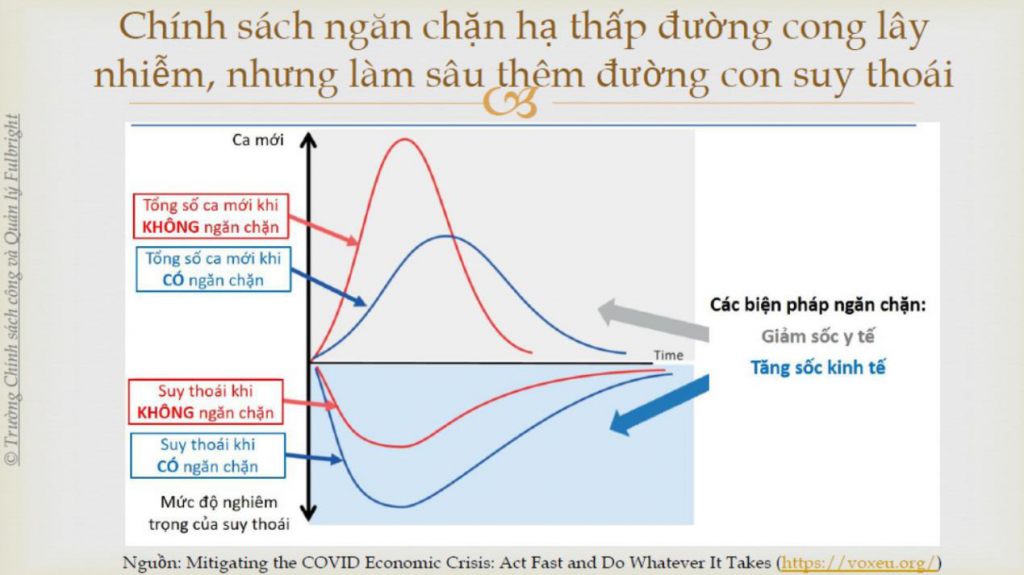 Chính sách ngăn chặn hạ thấp đường cong lây
nhiễm, nhưng làm sâu thêm đường con suy thoái
© Trường Chính sách công và Quản lý Fulbright
Ca mới
Tổng số ca mới khi
KHÔNG ngăn chặn
Tổng số ca mới khi
CÓ ngăn chặn
Time
Các biện pháp ngăn chặn:
Giảm sốc y tế
Tăng sốc kinh tế
Suy thoái khi
KHÔNG ngăn chặn
Suy thoái khi
CÓ ngăn chặn
Mức độ nghiêm
trọng của suy thoái
Nguồn: Mitigating the COVID Economic Crisis: Act Fast and Do Whatever It Takes (https://voxeu.org/)